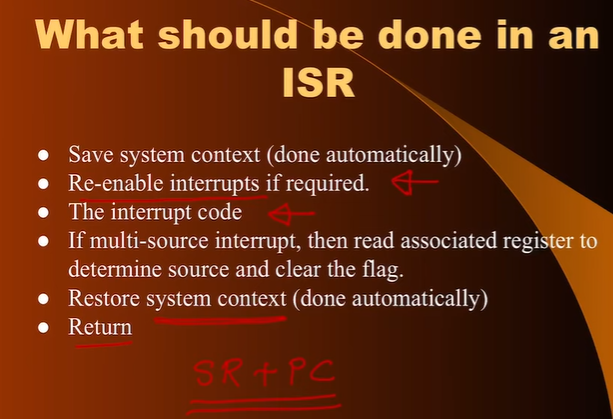 What should be done in an
ISR
● Save system context (done automatically)
● Re-enable interrupts if required.
● The interrupt code
● If multi-source interrupt, then read associated register to
determine source and clear the flag.
● Restore system context (done automatically)
● Return
SR + PC